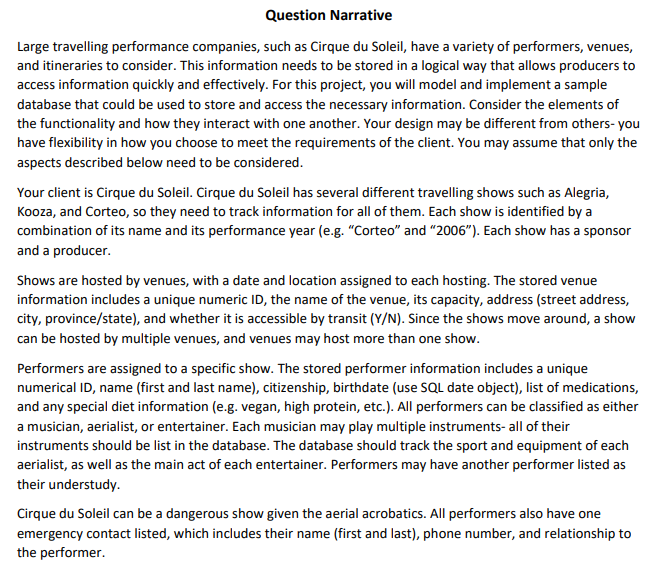 Question Narrative
Large travelling performance companies, such as Cirque du Soleil, have a variety of performers, venues,
and itineraries to consider. This information needs to be stored in a logical way that allows producers to
access information quickly and effectively. For this project, you will model and implement a sample
database that could be used to store and access the necessary information. Consider the elements of
the functionality and how they interact with one another. Your design may be different from others- you
have flexibility in how you choose to meet the requirements of the client. You may assume that only the
aspects described below need to be considered.
Your client is Cirque du Soleil. Cirque du Soleil has several different travelling shows such as Alegria,
Kooza, and Corteo, so they need to track information for all of them. Each show is identified by a
combination of its name and its performance year (e.g. “Corteo” and “2006”). Each show has a sponsor
and a producer.
Shows are hosted by venues, with a date and location assigned to each hosting. The stored venue
information includes a unique numeric ID, the name of the venue, its capacity, address (street address,
city, province/state), and whether it is accessible by transit (Y/N). Since the shows move around, a show
can be hosted by multiple venues, and venues may host more than one show.
Performers are assigned to a specific show. The stored performer information includes a unique
numerical ID, name (first and last name), citizenship, birthdate (use SQL date object), list of medications,
and any special diet information (e.g. vegan, high protein, etc.). All performers can be classified as either
a musician, aerialist, or entertainer. Each musician may play multiple instruments- all of their
instruments should be list in the database. The database should track the sport and equipment of each
aerialist, as well as the main act of each entertainer. Performers may have another performer listed as
their understudy.
Cirque du Soleil can be a dangerous show given the aerial acrobatics. All performers also have one
emergency contact listed, which includes their name (first and last), phone number, and relationship to
the performer.